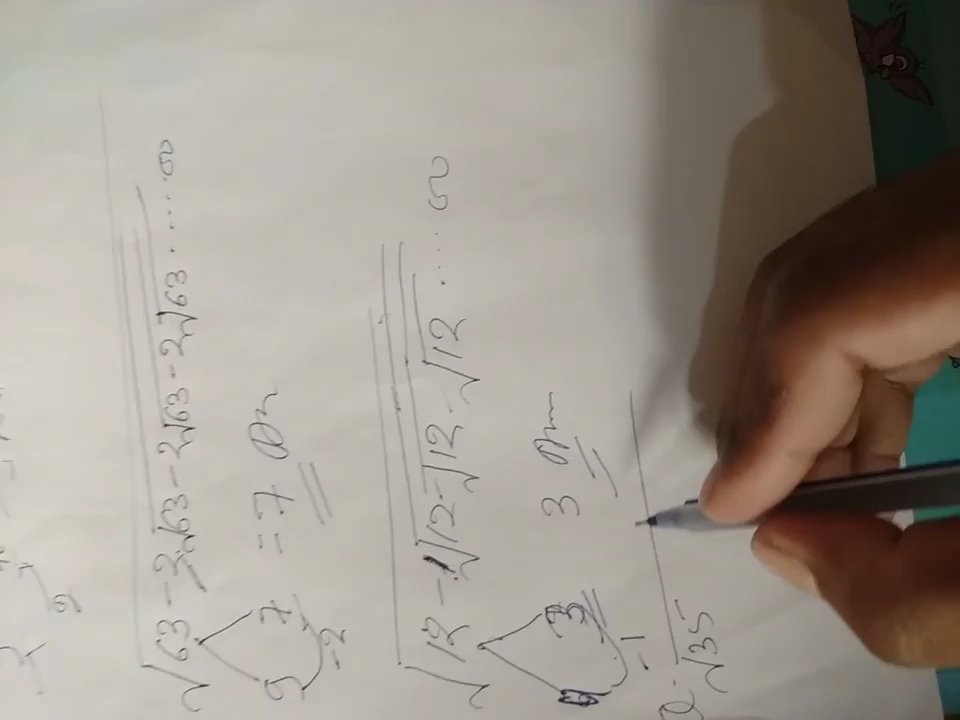 √63-2√63-2√63-2√63.....∞
9 7 = 7 Ans
-2
√12-1√12-√12-√12....∞
4 3 3 Ans
-1
Q. √35